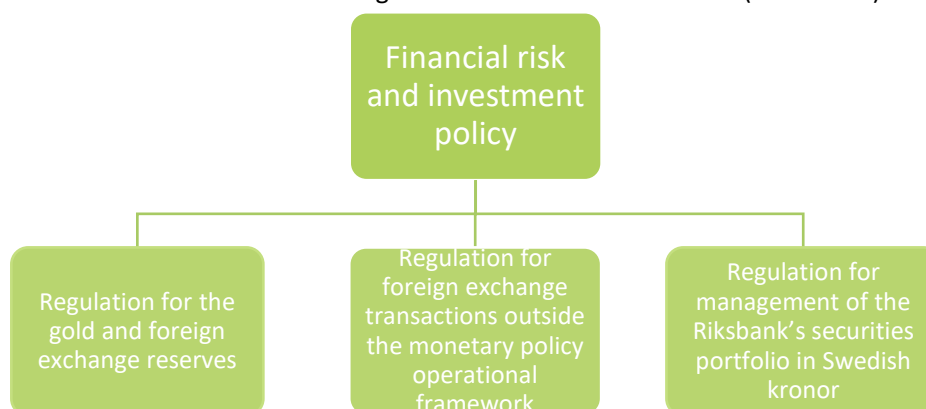 Financial risk
and investment
policy
Regulation for the
gold and foreign
exchange reserves
Regulation for
foreign exchange
transactions outside
the monetary policy
operational
framework
Regulation for
management of the
Riksbank's securities
portfolio in Swedish
kronor